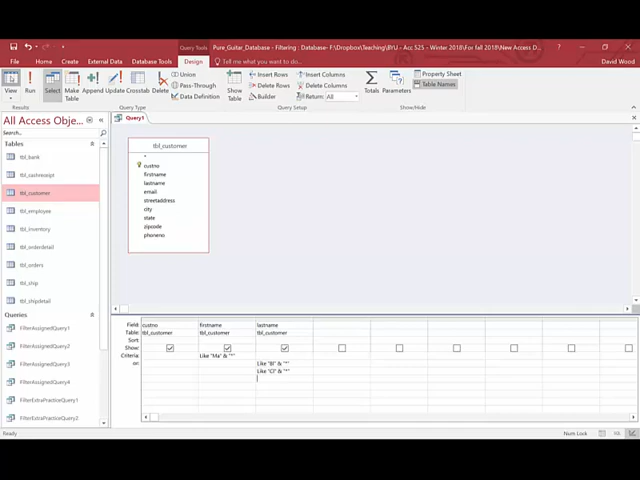 Query Tools
Pure_Guitar_Database - Filtering : Database- F:\Dropbox\Teaching\BYU - Acc 525 - Winter 2018\For fall 2018\New Access D...
File Home Create External Data Database Tools Design Tell me what you want to do... David Wood
View Run Select Make Table Append Update Crosstab Delete
Union
Pass-Through
Data Definition
Show Table
Insert Rows
Delete Rows
Builder
Insert Columns
Delete Columns
Return: All
Totals Parameters
Property Sheet
Table Names
Results Query Type Query Setup Show/Hide
All Access Obje...
Search...
Tables
tbl_bank
tbl_cashreceipt
tbl_customer
tbl_employee
tbl_inventory
tbl_orderdetail
tbl_orders
tbl_ship
tbl_shipdetail
Queries
FilterAssignedQuery1
FilterAssignedQuery2
FilterAssignedQuery3
FilterAssignedQuery4
FilterExtraPracticeQuery1
FilterExtraPracticeQuery2
Query1
tbl_customer
*
custno
firstname
lastname
email
streetaddress
city
state
zipcode
phoneno
Field: custno firstname lastname
Table: tbl_customer tbl_customer tbl_customer
Sort:
Show:
Criteria: Like "Ma" & "*"
or: Like "Bl" & "*"
Like "Cl" & "*"
Ready Num Lock